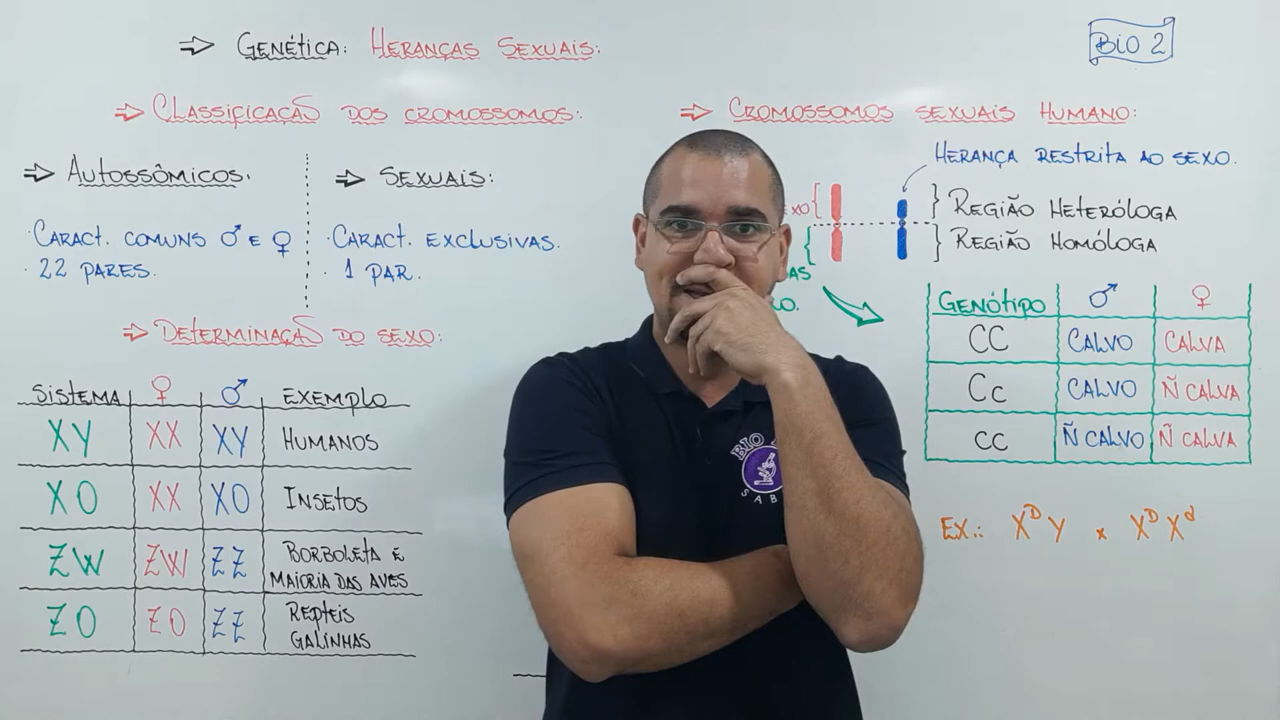 ⇒ GENÉTICA: HERANÇAS SEXUAIS:
BIO 2
⇒ CLASSIFICAÇÃO DOS CROMOSSOMOS:
⇒ AUTOSSÔMICOS.
· CARACT. COMUNS ♂ E ♀
· 22 PARES.
⇒ SEXUAIS:
· CARACT. EXCLUSIVAS.
· 1 PAR.
⇒ DETERMINAÇÃO DO SEXO:
SISTEMA ♀ ♂ EXEMPLO
XY XX XY HUMANOS
XO XX XO INSETOS
ZW ZW ZZ BORBOLETA E
MAIORIA DAS AVES
ZO ZO ZZ REPTEIS
GALINHAS
⇒ CROMOSSOMOS SEXUAIS HUMANO:
HERANÇA RESTRITA AO SEXO.
REGIÃO HETERÓLOGA
REGIÃO HOMÓLOGA
GENÓTIPO ♂ ♀
CC CALVO CALVA
Cc CALVO Ñ CALVA
cc Ñ CALVO Ñ CALVA
EX.: XᴰY x XᴰXᵈ
BIO
SAB